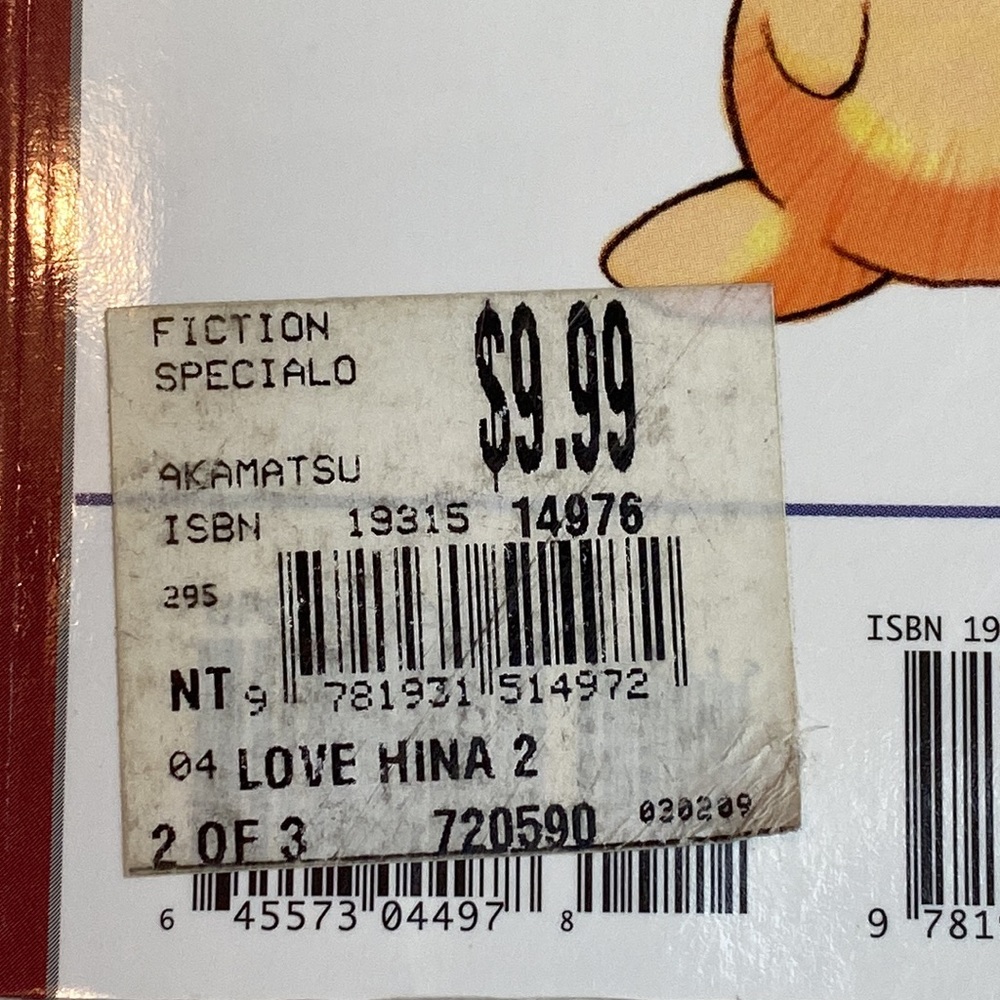 FICTION
SPECIALO
$9.99
AKAMATSU
ISBN 19315 14976
295
NT 9 781931 514972
04 LOVE HINA 2
2 OF 3 720590 030209
6 45573 04497 8
ISBN 19
9 781